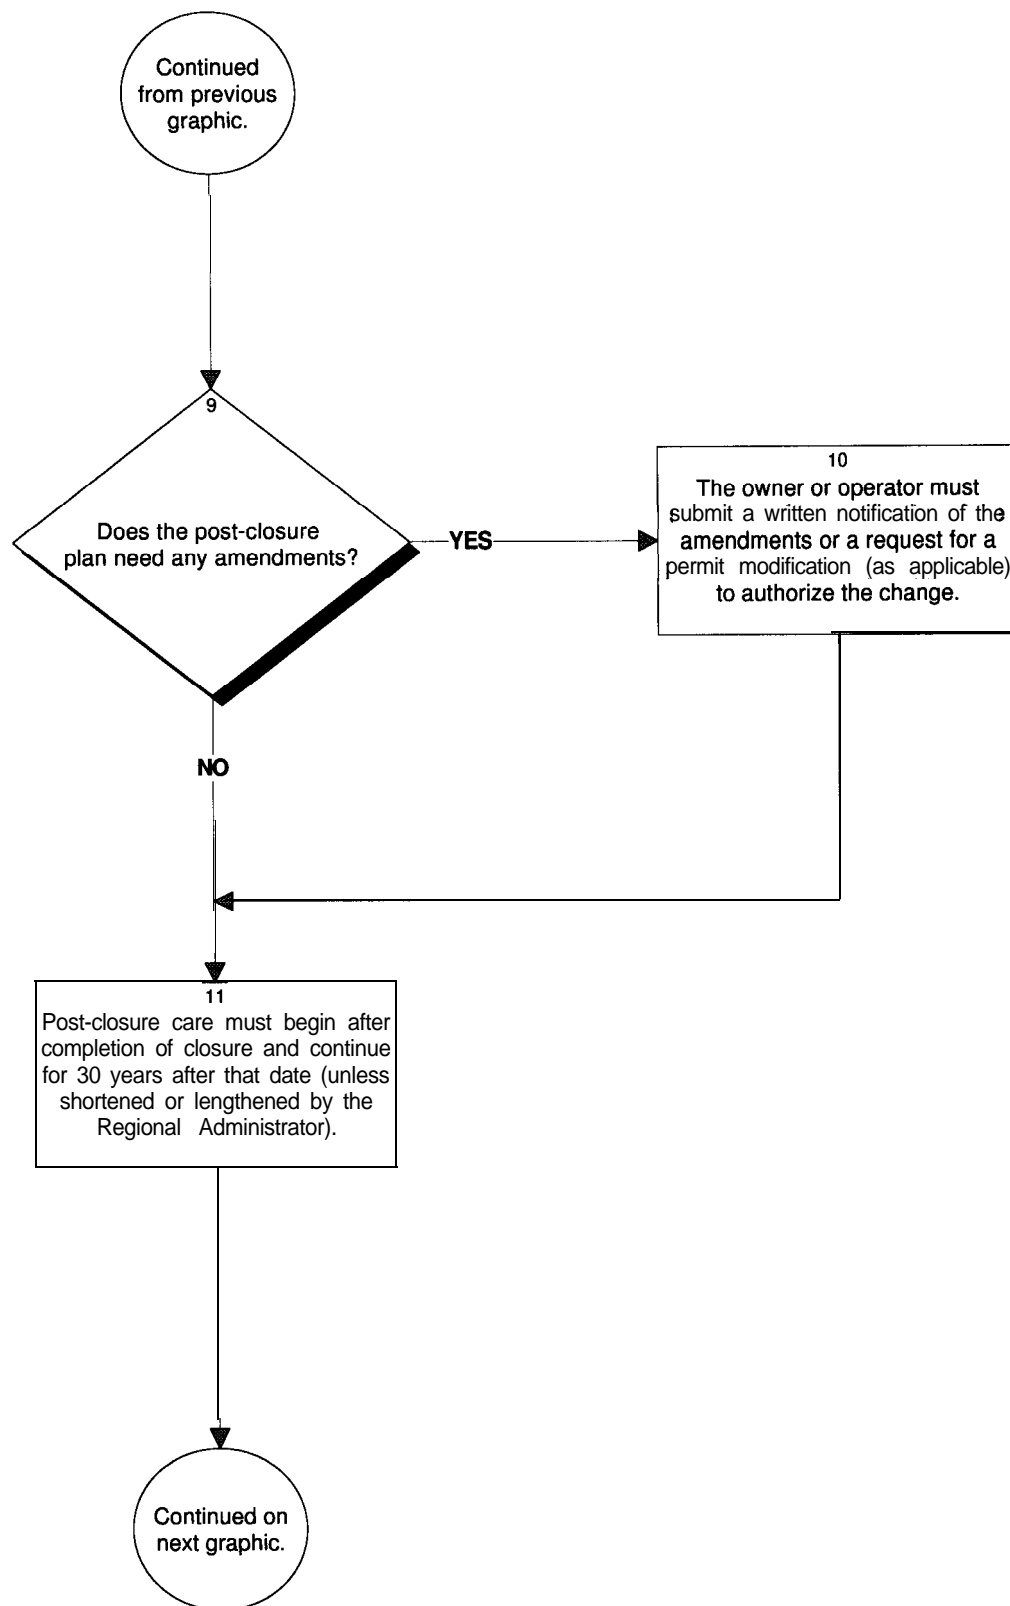 Continued
from previous
graphic.
9
Does the post-closure
plan need any amendments?
YES
10
The owner or operator must
submit a written notification of the
amendments or a request for a
permit modification (as applicable)
to authorize the change.
NO
11
Post-closure care must begin after
completion of closure and continue
for 30 years after that date (unless
shortened or lengthened by the
Regional Administrator).
Continued on
next graphic.